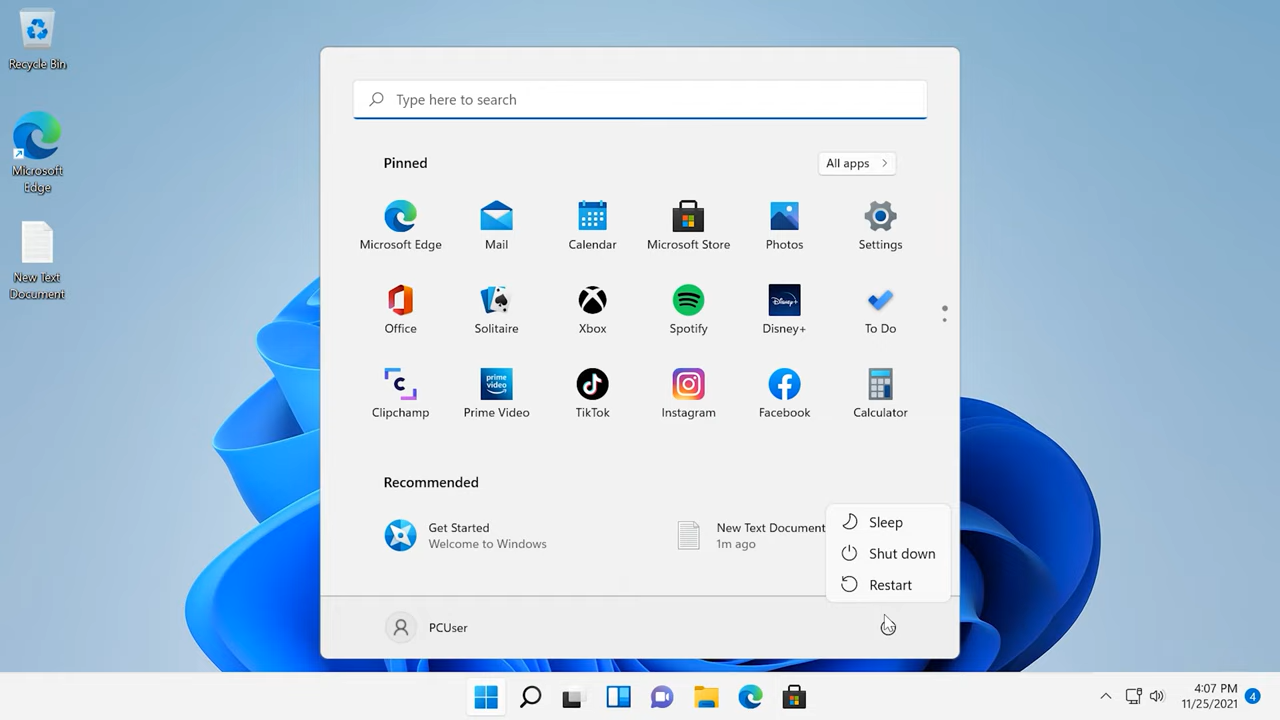 Recycle Bin
Microsoft
Edge
New Text
Document
Type here to search
Pinned
All apps
Microsoft Edge
Mail
Calendar
Microsoft Store
Photos
Settings
Office
Solitaire
Xbox
Spotify
Disney+
To Do
Clipchamp
Prime Video
TikTok
Instagram
Facebook
Calculator
Disney+
prime
video
C
Recommended
Get Started
Welcome to Windows
New Text Document
1m ago
Sleep
Shut down
Restart
PCUser
4:07 PM
11/25/2021
4